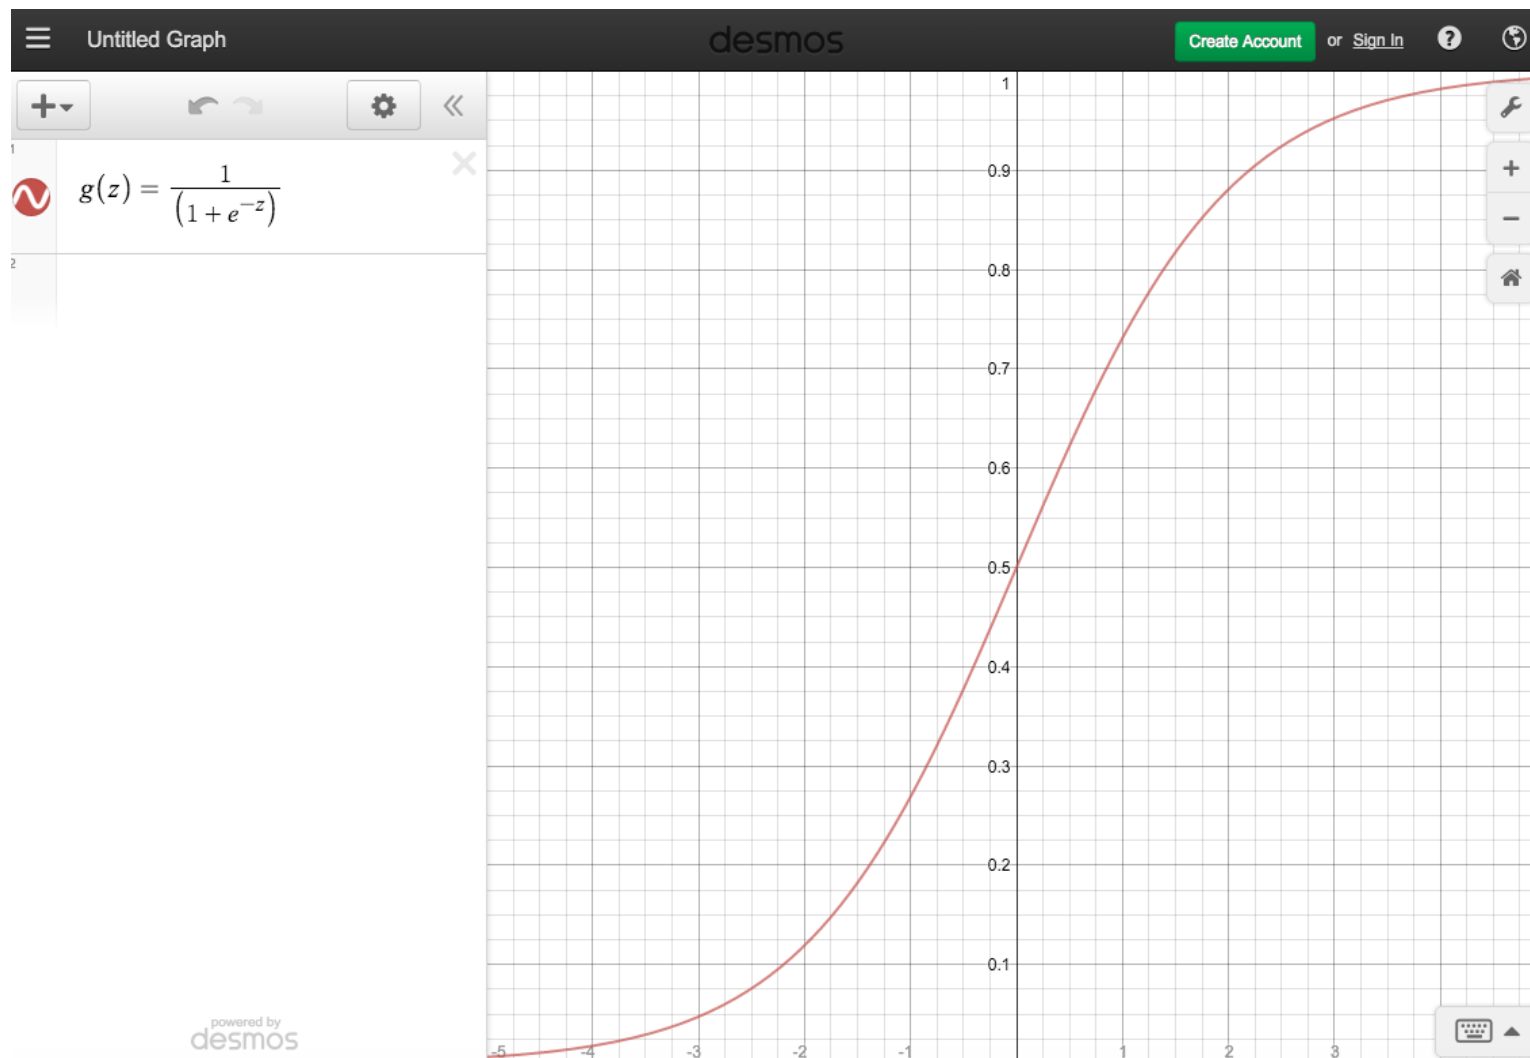 Untitled Graph
desmos
Create Account or Sign In
1
g(z) = 1/(1 + e^{-z})
2
powered by
desmos
1
0.9
0.8
0.7
0.6
0.5
0.4
0.3
0.2
0.1
-5 -4 -3 -2 -1 1 2 3